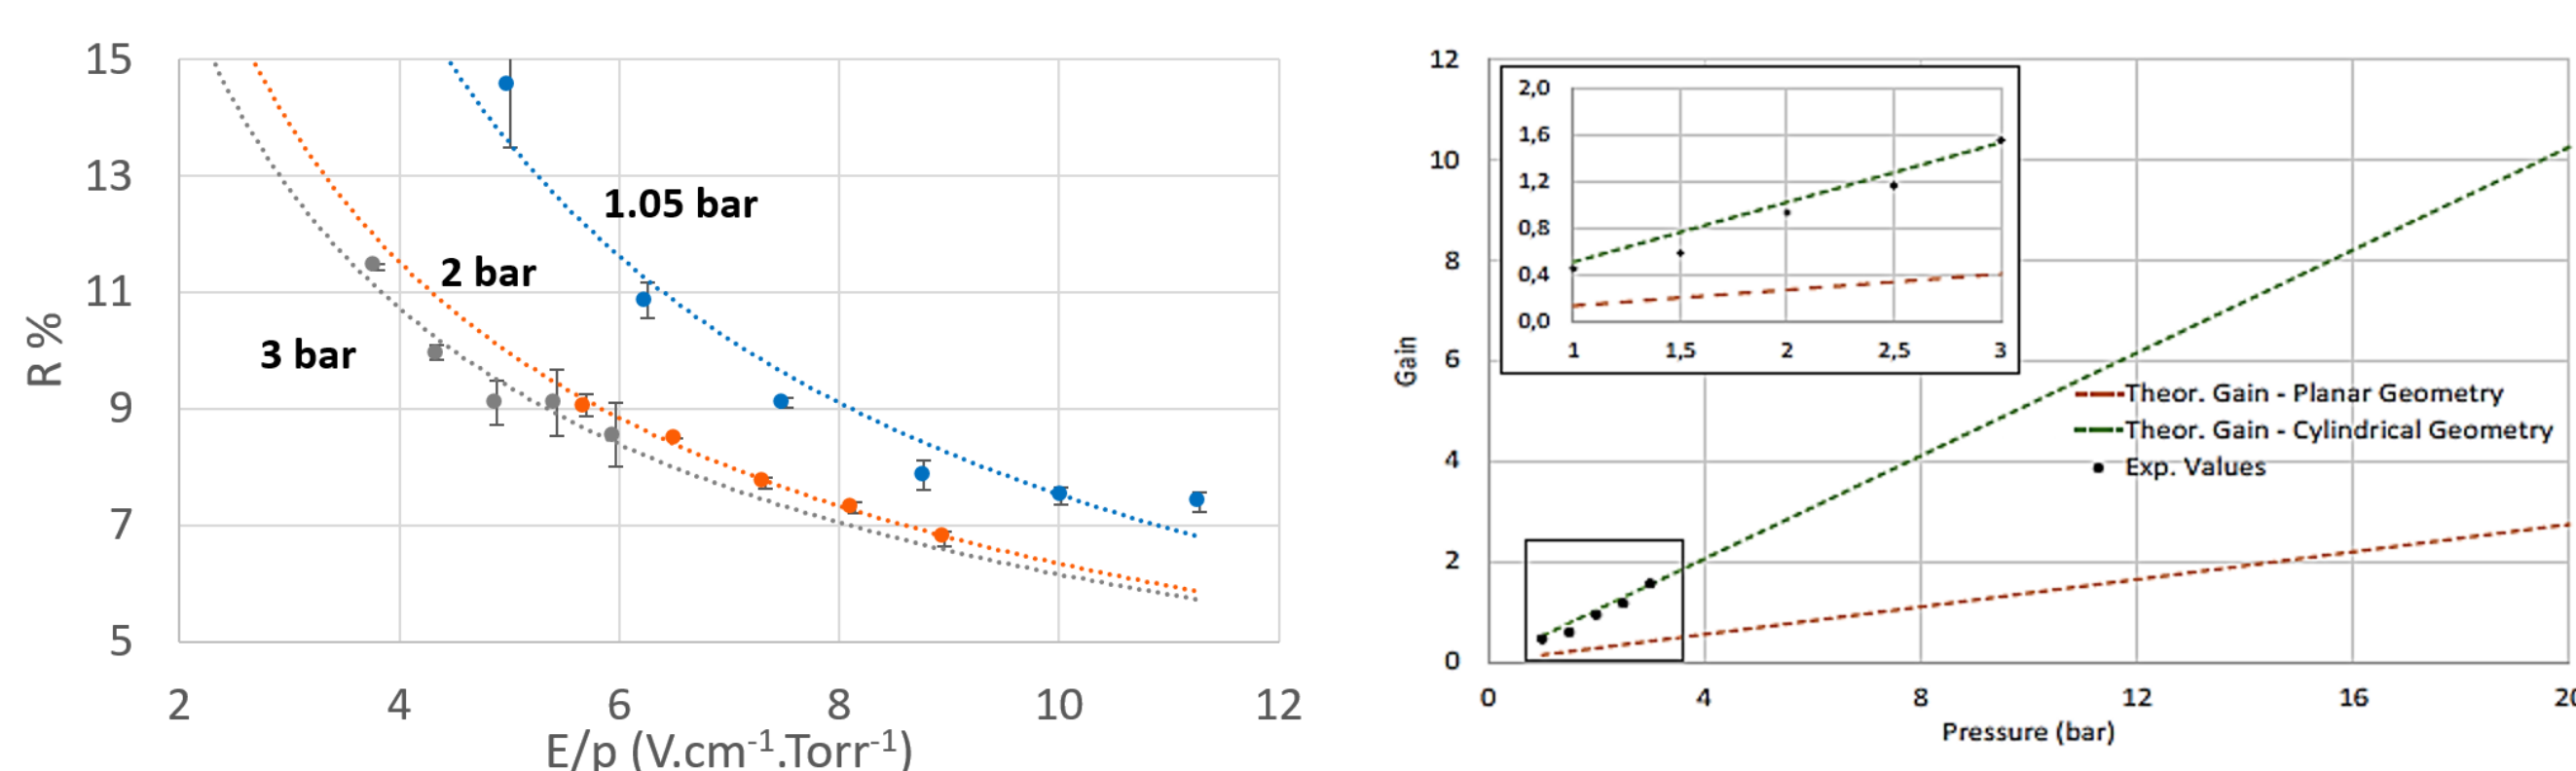 15
13
11
9
7
5
R %
1.05 bar
2 bar
3 bar
2 4 6 8 10 12
E/p (V.cm-1.Torr-1)
12
10
8
6
4
2
0
Gain
2,0
1,6
1,2
0,8
0,4
0,0
1 1,5 2 2,5 3
Theor. Gain - Planar Geometry
Theor. Gain - Cylindrical Geometry
Exp. Values
0 4 8 12 16 20
Pressure (bar)